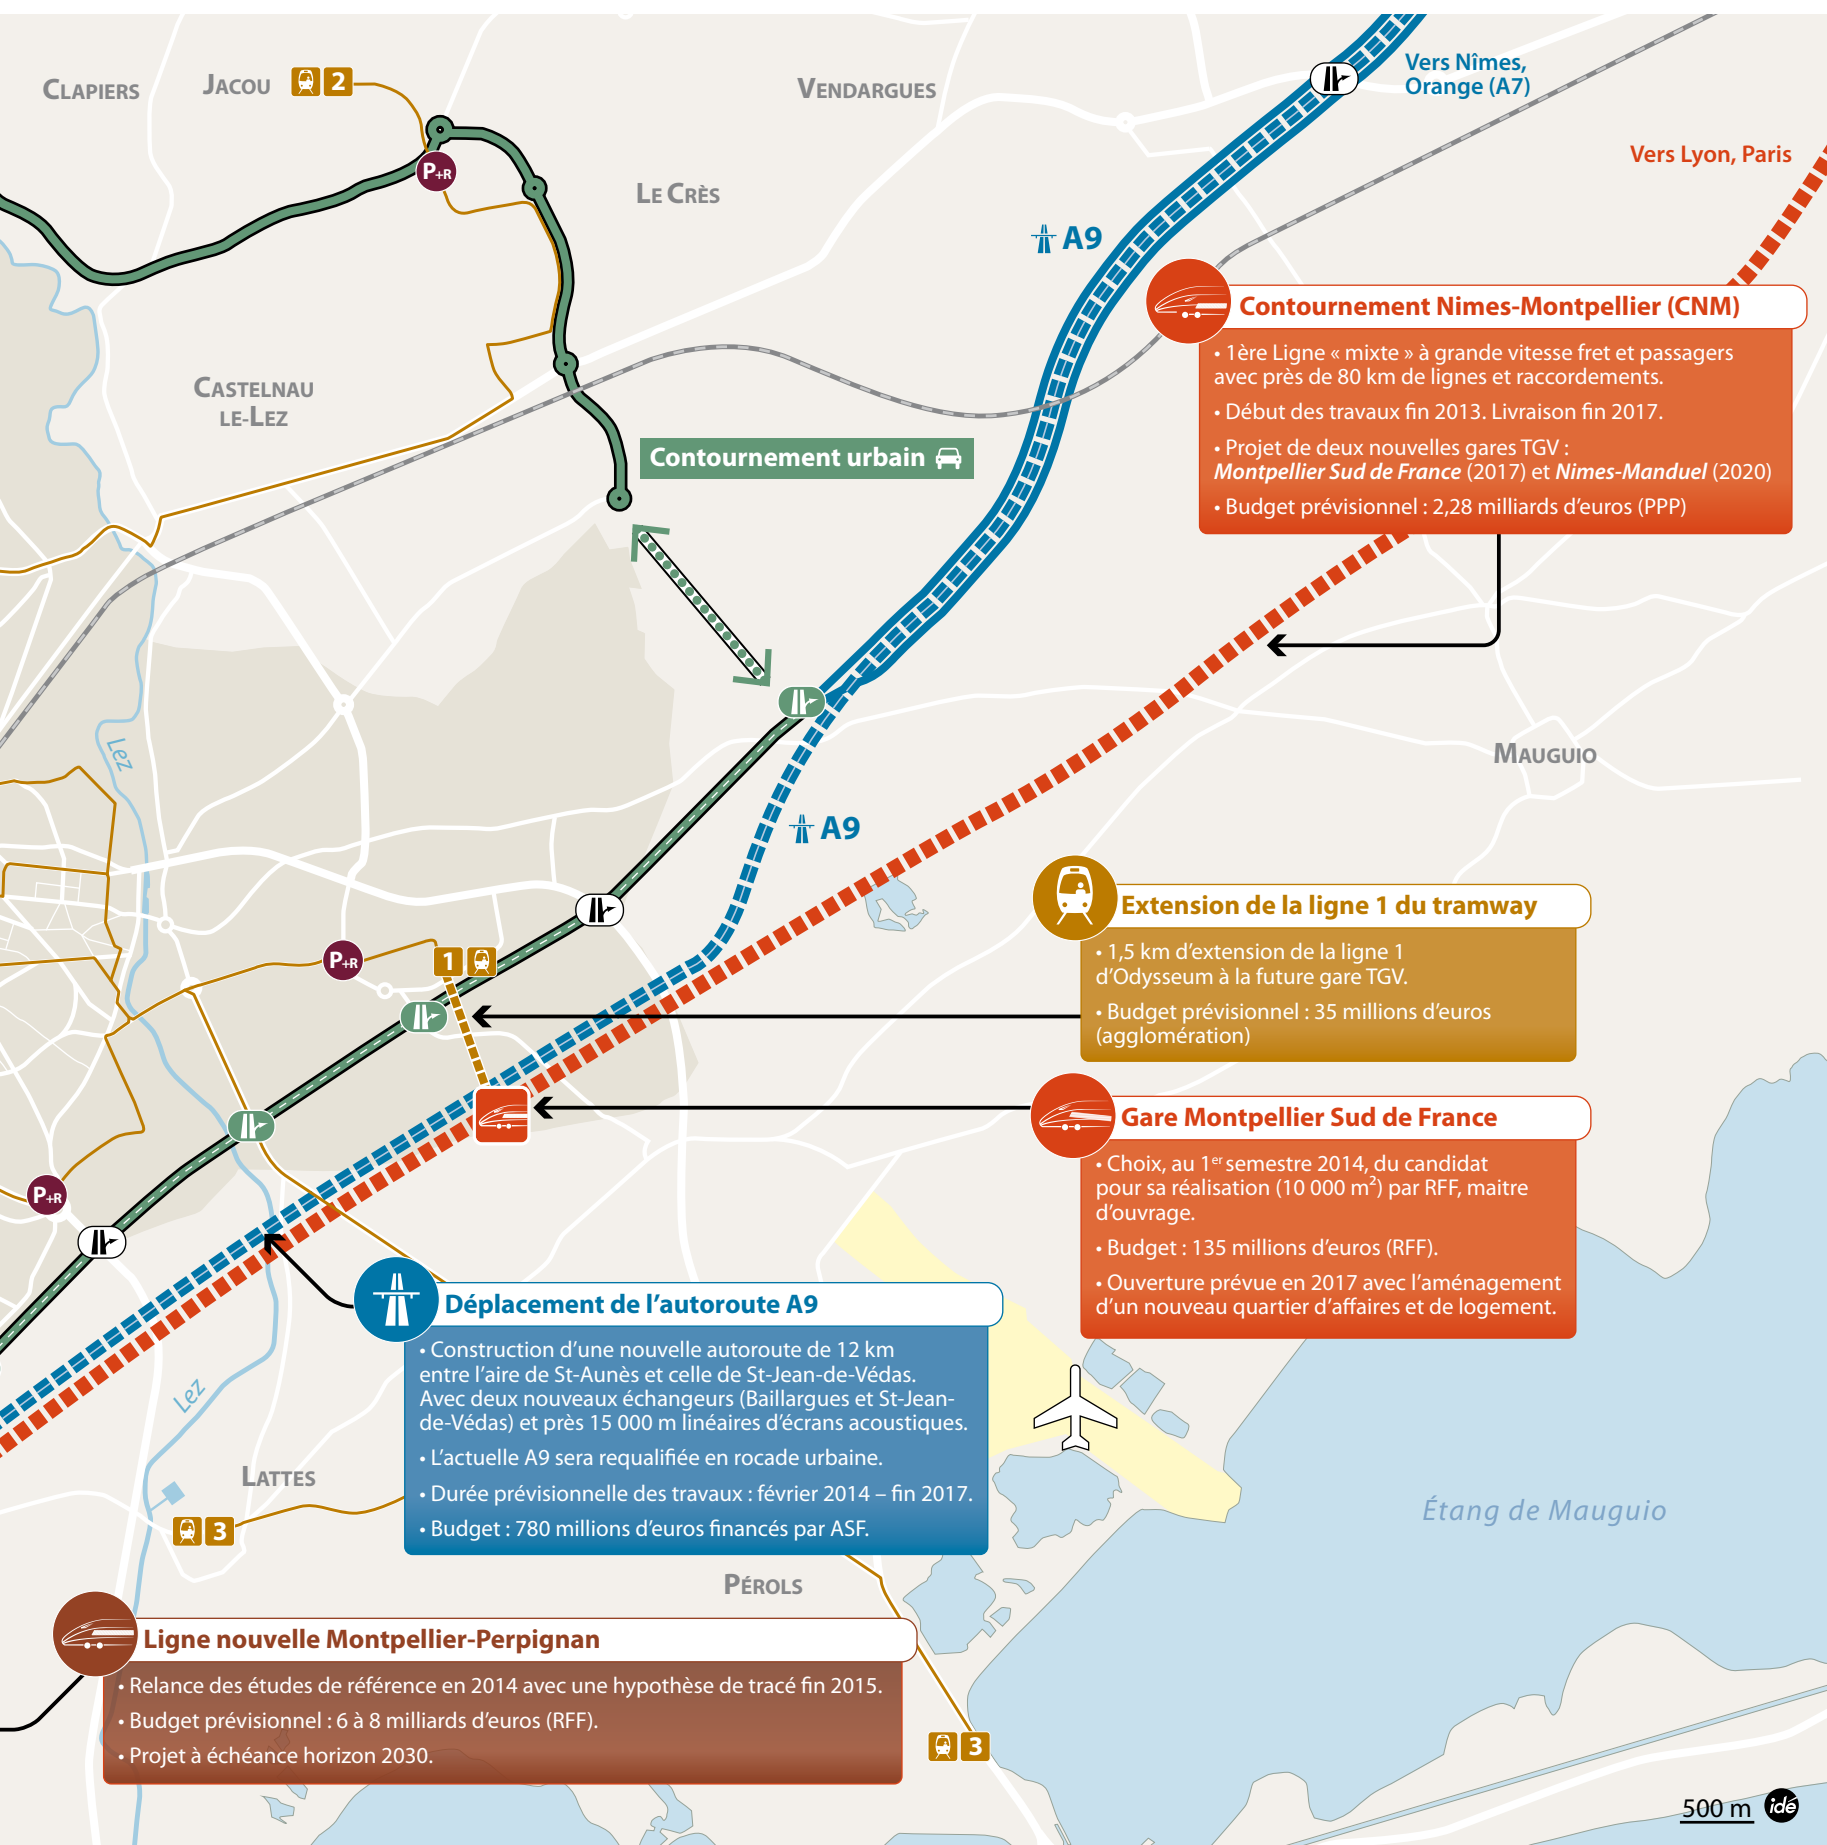 Vers Nîmes,
Orange (A7)
CLAPIERS
JACOU
2
VENDARGUES
Vers Lyon, Paris
P+R
LE CRÈS
A9
Contournement Nimes-Montpellier (CNM)
• 1ère Ligne « mixte » à grande vitesse fret et passagers
avec près de 80 km de lignes et raccordements.
• Début des travaux fin 2013. Livraison fin 2017.
• Projet de deux nouvelles gares TGV :
Montpellier Sud de France (2017) et Nimes-Manduel (2020)
• Budget prévisionnel : 2,28 milliards d'euros (PPP)
CASTELNAU
LE-LEZ
Contournement urbain
Lez
MAUGUIO
A9
Extension de la ligne 1 du tramway
• 1,5 km d'extension de la ligne 1
d'Odysseum à la future gare TGV.
• Budget prévisionnel : 35 millions d'euros
(agglomération)
P+R
1
Gare Montpellier Sud de France
• Choix, au 1er semestre 2014, du candidat
pour sa réalisation (10 000 m²) par RFF, maitre
d'ouvrage.
• Budget : 135 millions d'euros (RFF).
• Ouverture prévue en 2017 avec l'aménagement
d'un nouveau quartier d'affaires et de logement.
P+R
Déplacement de l'autoroute A9
• Construction d'une nouvelle autoroute de 12 km
entre l'aire de St-Aunès et celle de St-Jean-de-Védas.
Avec deux nouveaux échangeurs (Baillargues et St-Jean-
de-Védas) et près 15 000 m linéaires d'écrans acoustiques.
• L'actuelle A9 sera requalifiée en rocade urbaine.
• Durée prévisionnelle des travaux : février 2014 – fin 2017.
• Budget : 780 millions d'euros financés par ASF.
Lez
LATTES
3
Étang de Mauguio
PÉROLS
Ligne nouvelle Montpellier-Perpignan
• Relance des études de référence en 2014 avec une hypothèse de tracé fin 2015.
• Budget prévisionnel : 6 à 8 milliards d'euros (RFF).
• Projet à échéance horizon 2030.
3
500 m
idé